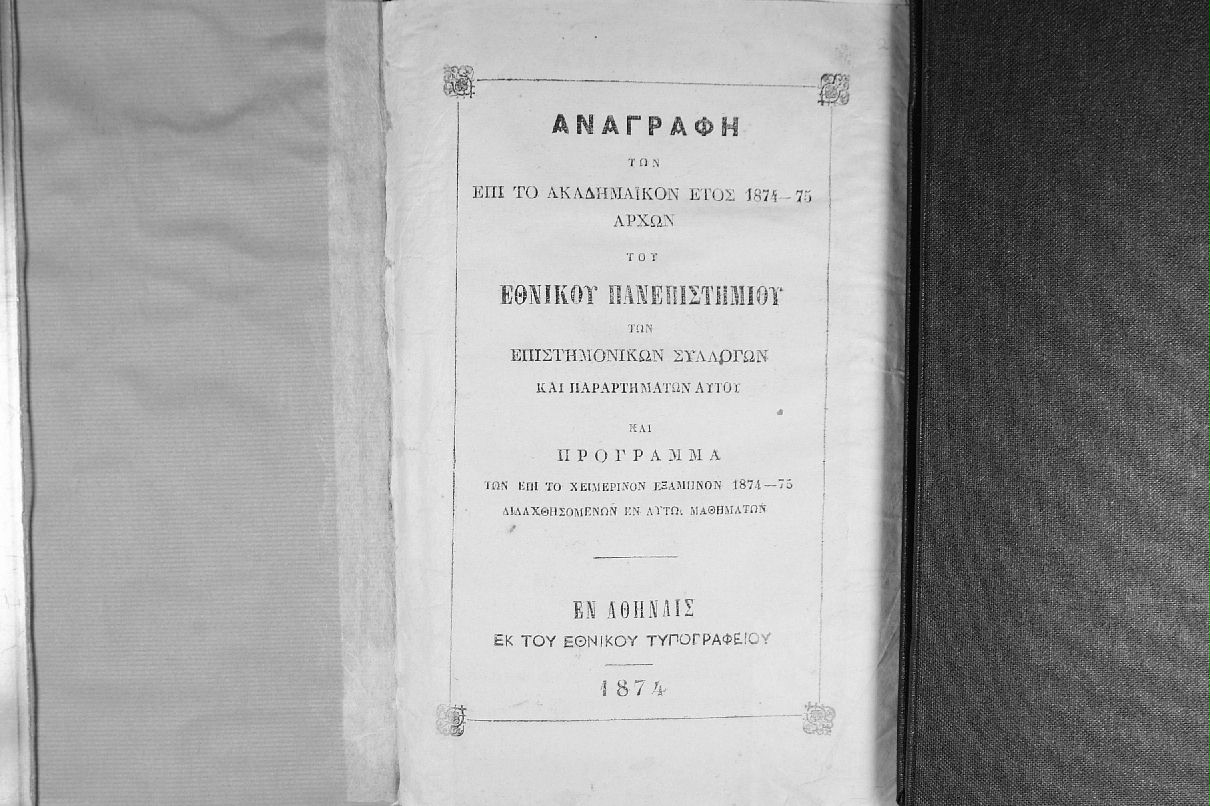 ΑΝΑΓΡΑΦΗ
ΤΩΝ
ΕΠΙ ΤΟ ΑΚΑΔΗΜΑΪΚΟΝ ΕΤΟΣ 1874—75
ΑΡΧΩΝ
ΤΟΥ
ΕΘΝΙΚΟΥ ΠΑΝΕΠΙΣΤΗΜΙΟΥ
ΤΩΝ
ΕΠΙΣΤΗΜΟΝΙΚΩΝ ΣΥΛΛΟΓΩΝ
ΚΑΙ ΠΑΡΑΡΤΗΜΑΤΩΝ ΑΥΤΟΥ
ΚΑΙ
ΠΡΟΓΡΑΜΜΑ
ΤΩΝ ΕΠΙ ΤΟ ΧΕΙΜΕΡΙΝΟΝ ΕΞΑΜΗΝΟΝ 1874—75
ΔΙΔΑΧΘΗΣΟΜΕΝΩΝ ΕΝ ΑΥΤΩ, ΜΑΘΗΜΑΤΩΝ
ΕΝ ΑΘΗΝΑΙΣ
ΕΚ ΤΟΥ ΕΘΝΙΚΟΥ ΤΥΠΟΓΡΑΦΕΙΟΥ
1874